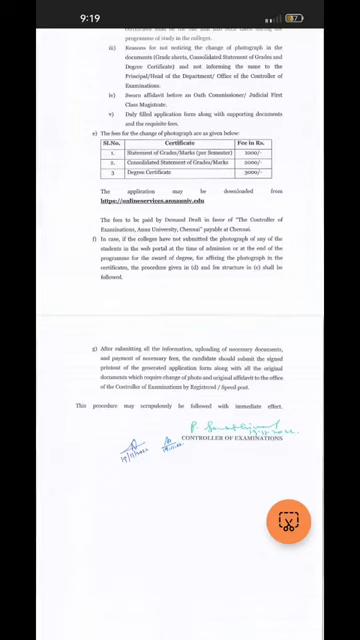 9:19
87
programme of study in the colleges.
iii) Reasons for not noticing the change of photograph in the
documents (Grade sheets, Consolidated Statement of Grades and
Degree Certificate) and not informing the same to the
Principal/Head of the Department/ Office of the Controller of
Examinations.
iv) Sworn affidavit before an Oath Commissioner/ Judicial First
Class Magistrate.
v) Duly filled application form along with supporting documents
and the requisite fees.
e) The fees for the change of photograph are as given below:
Sl.No. Certificate Fee in Rs.
1. Statement of Grades/Marks (per Semester) 1000/-
2. Consolidated Statement of Grades/Marks 2000/-
3 Degree Certificate 3000/-
The application may be downloaded from
https://onlineservices.annauniv.edu
The fees to be paid by Demand Draft in favor of "The Controller of
Examinations, Anna University, Chennai" payable at Chennai.
f) In case, if the colleges have not submitted the photograph of any of the
students in the web portal at the time of admission or at the end of the
programme for the award of degree, for affixing the photograph in the
certificates, the procedure given in (d) and fee structure in (e) shall be
followed.
g) After submitting all the information, uploading of necessary documents,
and payment of necessary fees, the candidate should submit the signed
printout of the generated application form along with all the original
documents which require change of photo and original affidavit to the office
of the Controller of Examinations by Registered / Speed post.
This procedure may scrupulously be followed with immediate effect.
CONTROLLER OF EXAMINATIONS